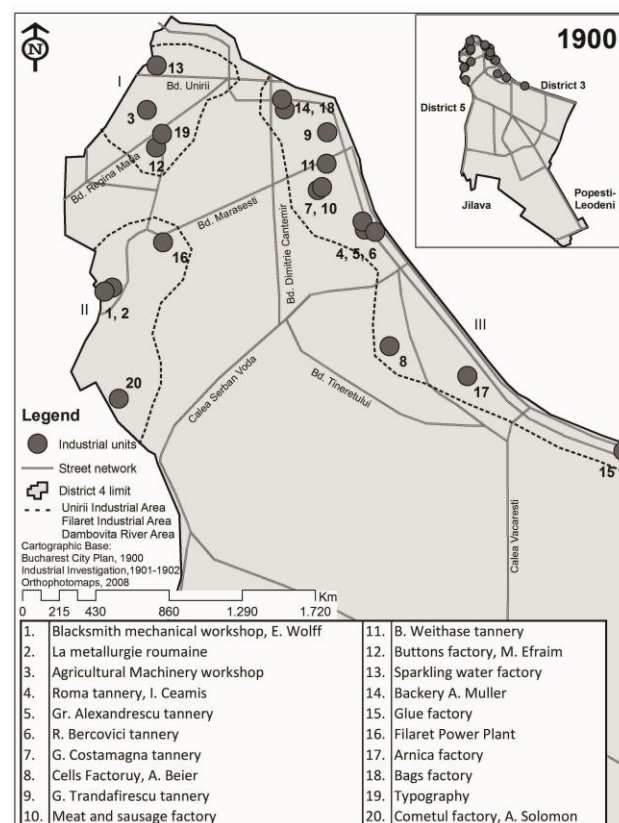 N
1900
District 3
District 5
Popesti-
Leodeni
Jilava
I
13
Bd. Unirii
3
14, 18
19
9
12
Bd. Regina Maria
11
7, 10
Bd. Marasesti
Bd. Dimitrie Cantemir
16
4, 5, 6
II
1, 2
III
8
20
Calea Serban Voda
Bd. Tineretului
17
15
Calea Vacaresti
Legend
Industrial units
Street network
District 4 limit
Unirii Industrial Area
Filaret Industrial Area
Dambovita River Area
Cartographic Base:
Bucharest City Plan, 1900
Industrial Investigation,1901-1902
Orthophotomaps, 2008
Km
0 215 430 860 1.290 1.720
1. Blacksmith mechanical workshop, E. Wolff
2. La metallurgie roumaine
3. Agricultural Machinery workshop
4. Roma tannery, I. Ceamis
5. Gr. Alexandrescu tannery
6. R. Bercovici tannery
7. G. Costamagna tannery
8. Cells Factoruy, A. Beier
9. G. Trandafirescu tannery
10. Meat and sausage factory
11. B. Weithase tannery
12. Buttons factory, M. Efraim
13. Sparkling water factory
14. Backery A. Muller
15. Glue factory
16. Filaret Power Plant
17. Arnica factory
18. Bags factory
19. Typography
20. Cometul factory, A. Solomon